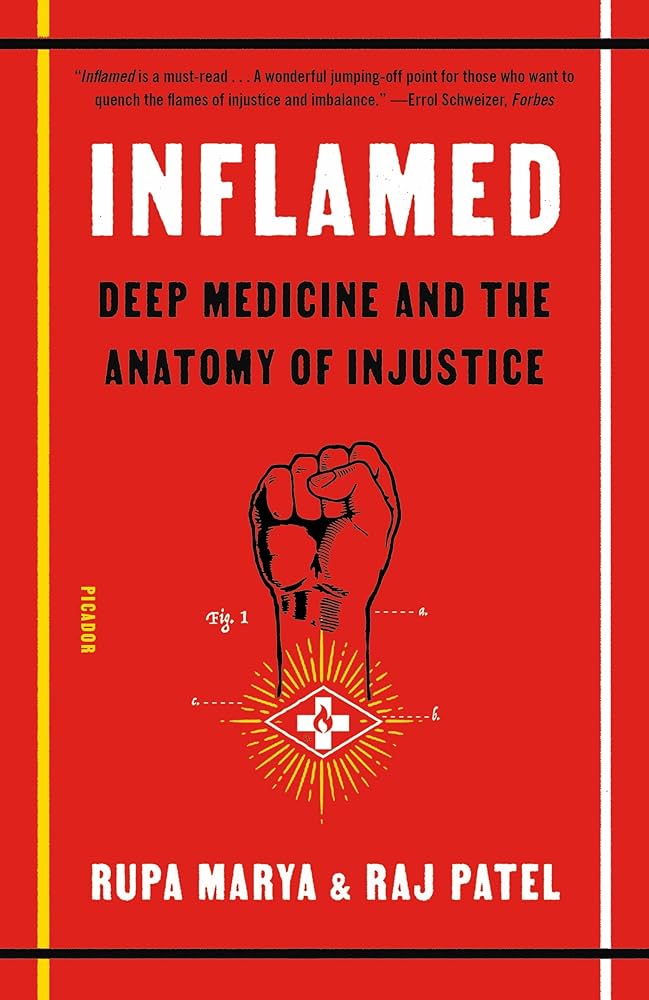 “Inflamed is a must-read . . . A wonderful jumping-off point for those who want to
quench the flames of injustice and imbalance.” —Errol Schweizer, Forbes
INFLAMED
DEEP MEDICINE AND THE
ANATOMY OF INJUSTICE
PICADOR
Fig. 1
a.
c.
b.
RUPA MARYA & RAJ PATEL